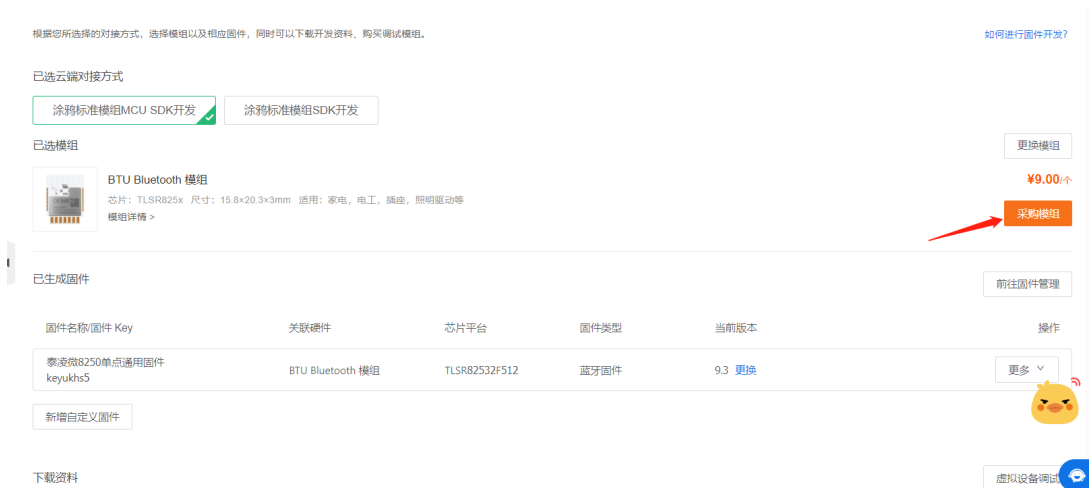 根据您所选择的对接方式，选择模组以及相应固件，同时可以下载开发资料、购买调试模组。
如何进行固件开发?
已选云端对接方式
涂鸦标准模组MCU SDK开发
涂鸦标准模组SDK开发
已选模组
更换模组
BTU Bluetooth 模组
¥9.00/个
芯片：TLSR825x 尺寸：15.8×20.3×3mm 适用：家电，电工，插座，照明驱动等
模组详情 >
采购模组
已生成固件
前往固件管理
固件名称/固件 Key 关联硬件 芯片平台 固件类型 当前版本 操作
泰凌微8250单点通用固件
keyukhs5
BTU Bluetooth 模组 TLSR82532F512 蓝牙固件 9.3 更换 更多
新增自定义固件
下载资料
虚拟设备调试